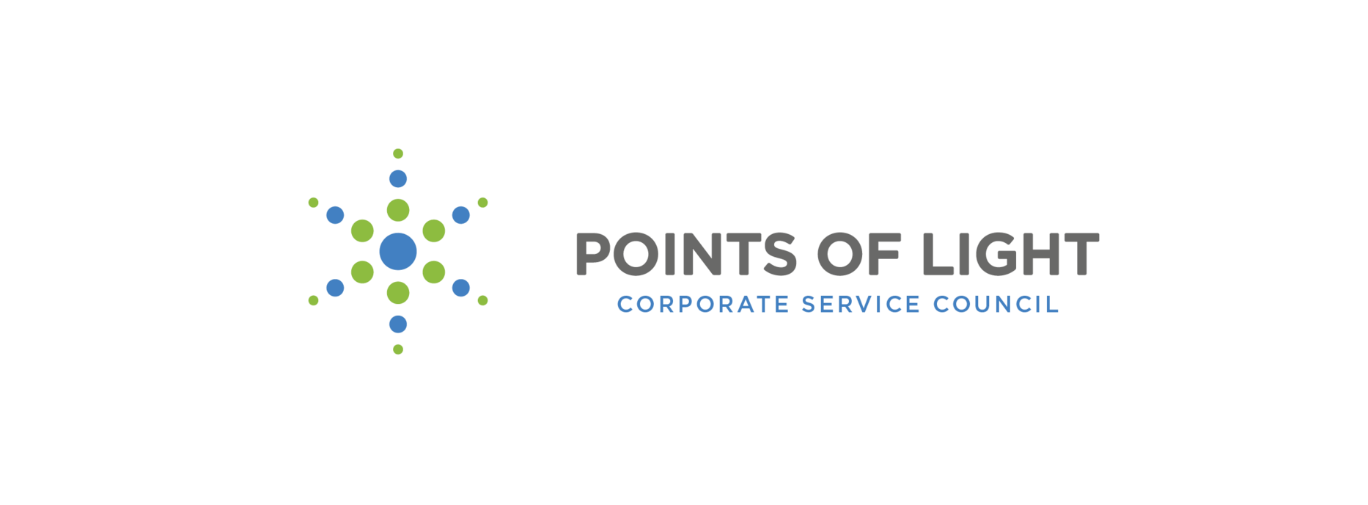 POINTS OF LIGHT
CORPORATE SERVICE COUNCIL